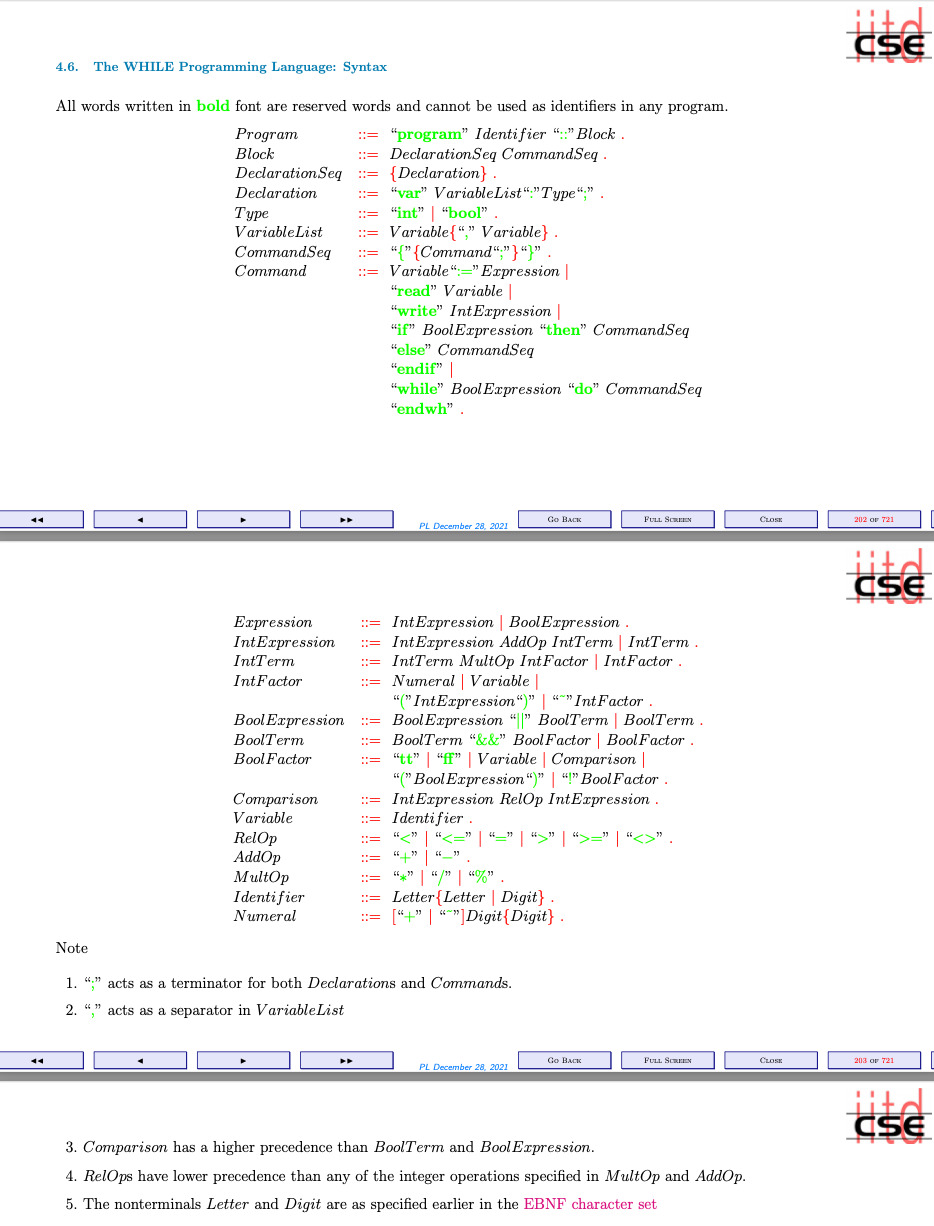 iitd
CSE
4.6. The WHILE Programming Language: Syntax
All words written in bold font are reserved words and cannot be used as identifiers in any program.
Program ::= “program” Identifier “::”Block .
Block ::= DeclarationSeq CommandSeq .
DeclarationSeq ::= {Declaration} .
Declaration ::= “var” VariableList“:”Type“;” .
Type ::= “int” | “bool” .
VariableList ::= Variable{“,” Variable} .
CommandSeq ::= “{”{Command“;”}“}” .
Command ::= Variable“:=”Expression |
“read” Variable |
“write” IntExpression |
“if” BoolExpression “then” CommandSeq
“else” CommandSeq
“endif” |
“while” BoolExpression “do” CommandSeq
“endwh” .
PL December 28, 2021 Go Back Full Screen Close 202 of 721
iitd
CSE
Expression ::= IntExpression | BoolExpression .
IntExpression ::= IntExpression AddOp IntTerm | IntTerm .
IntTerm ::= IntTerm MultOp IntFactor | IntFactor .
IntFactor ::= Numeral | Variable |
“(”IntExpression“)” | “~”IntFactor .
BoolExpression ::= BoolExpression “||” BoolTerm | BoolTerm .
BoolTerm ::= BoolTerm “&&” BoolFactor | BoolFactor .
BoolFactor ::= “tt” | “ff” | Variable | Comparison |
“(”BoolExpression“)” | “!”BoolFactor .
Comparison ::= IntExpression RelOp IntExpression .
Variable ::= Identifier .
RelOp ::= “<” | “<=” | “=” | “>” | “>=” | “<>” .
AddOp ::= “+” | “−” .
MultOp ::= “*” | “/” | “%” .
Identifier ::= Letter{Letter | Digit} .
Numeral ::= [“+” | “~”]Digit{Digit} .
Note
1. “;” acts as a terminator for both Declarations and Commands.
2. “,” acts as a separator in VariableList
PL December 28, 2021 Go Back Full Screen Close 203 of 721
iitd
CSE
3. Comparison has a higher precedence than BoolTerm and BoolExpression.
4. RelOps have lower precedence than any of the integer operations specified in MultOp and AddOp.
5. The nonterminals Letter and Digit are as specified earlier in the EBNF character set